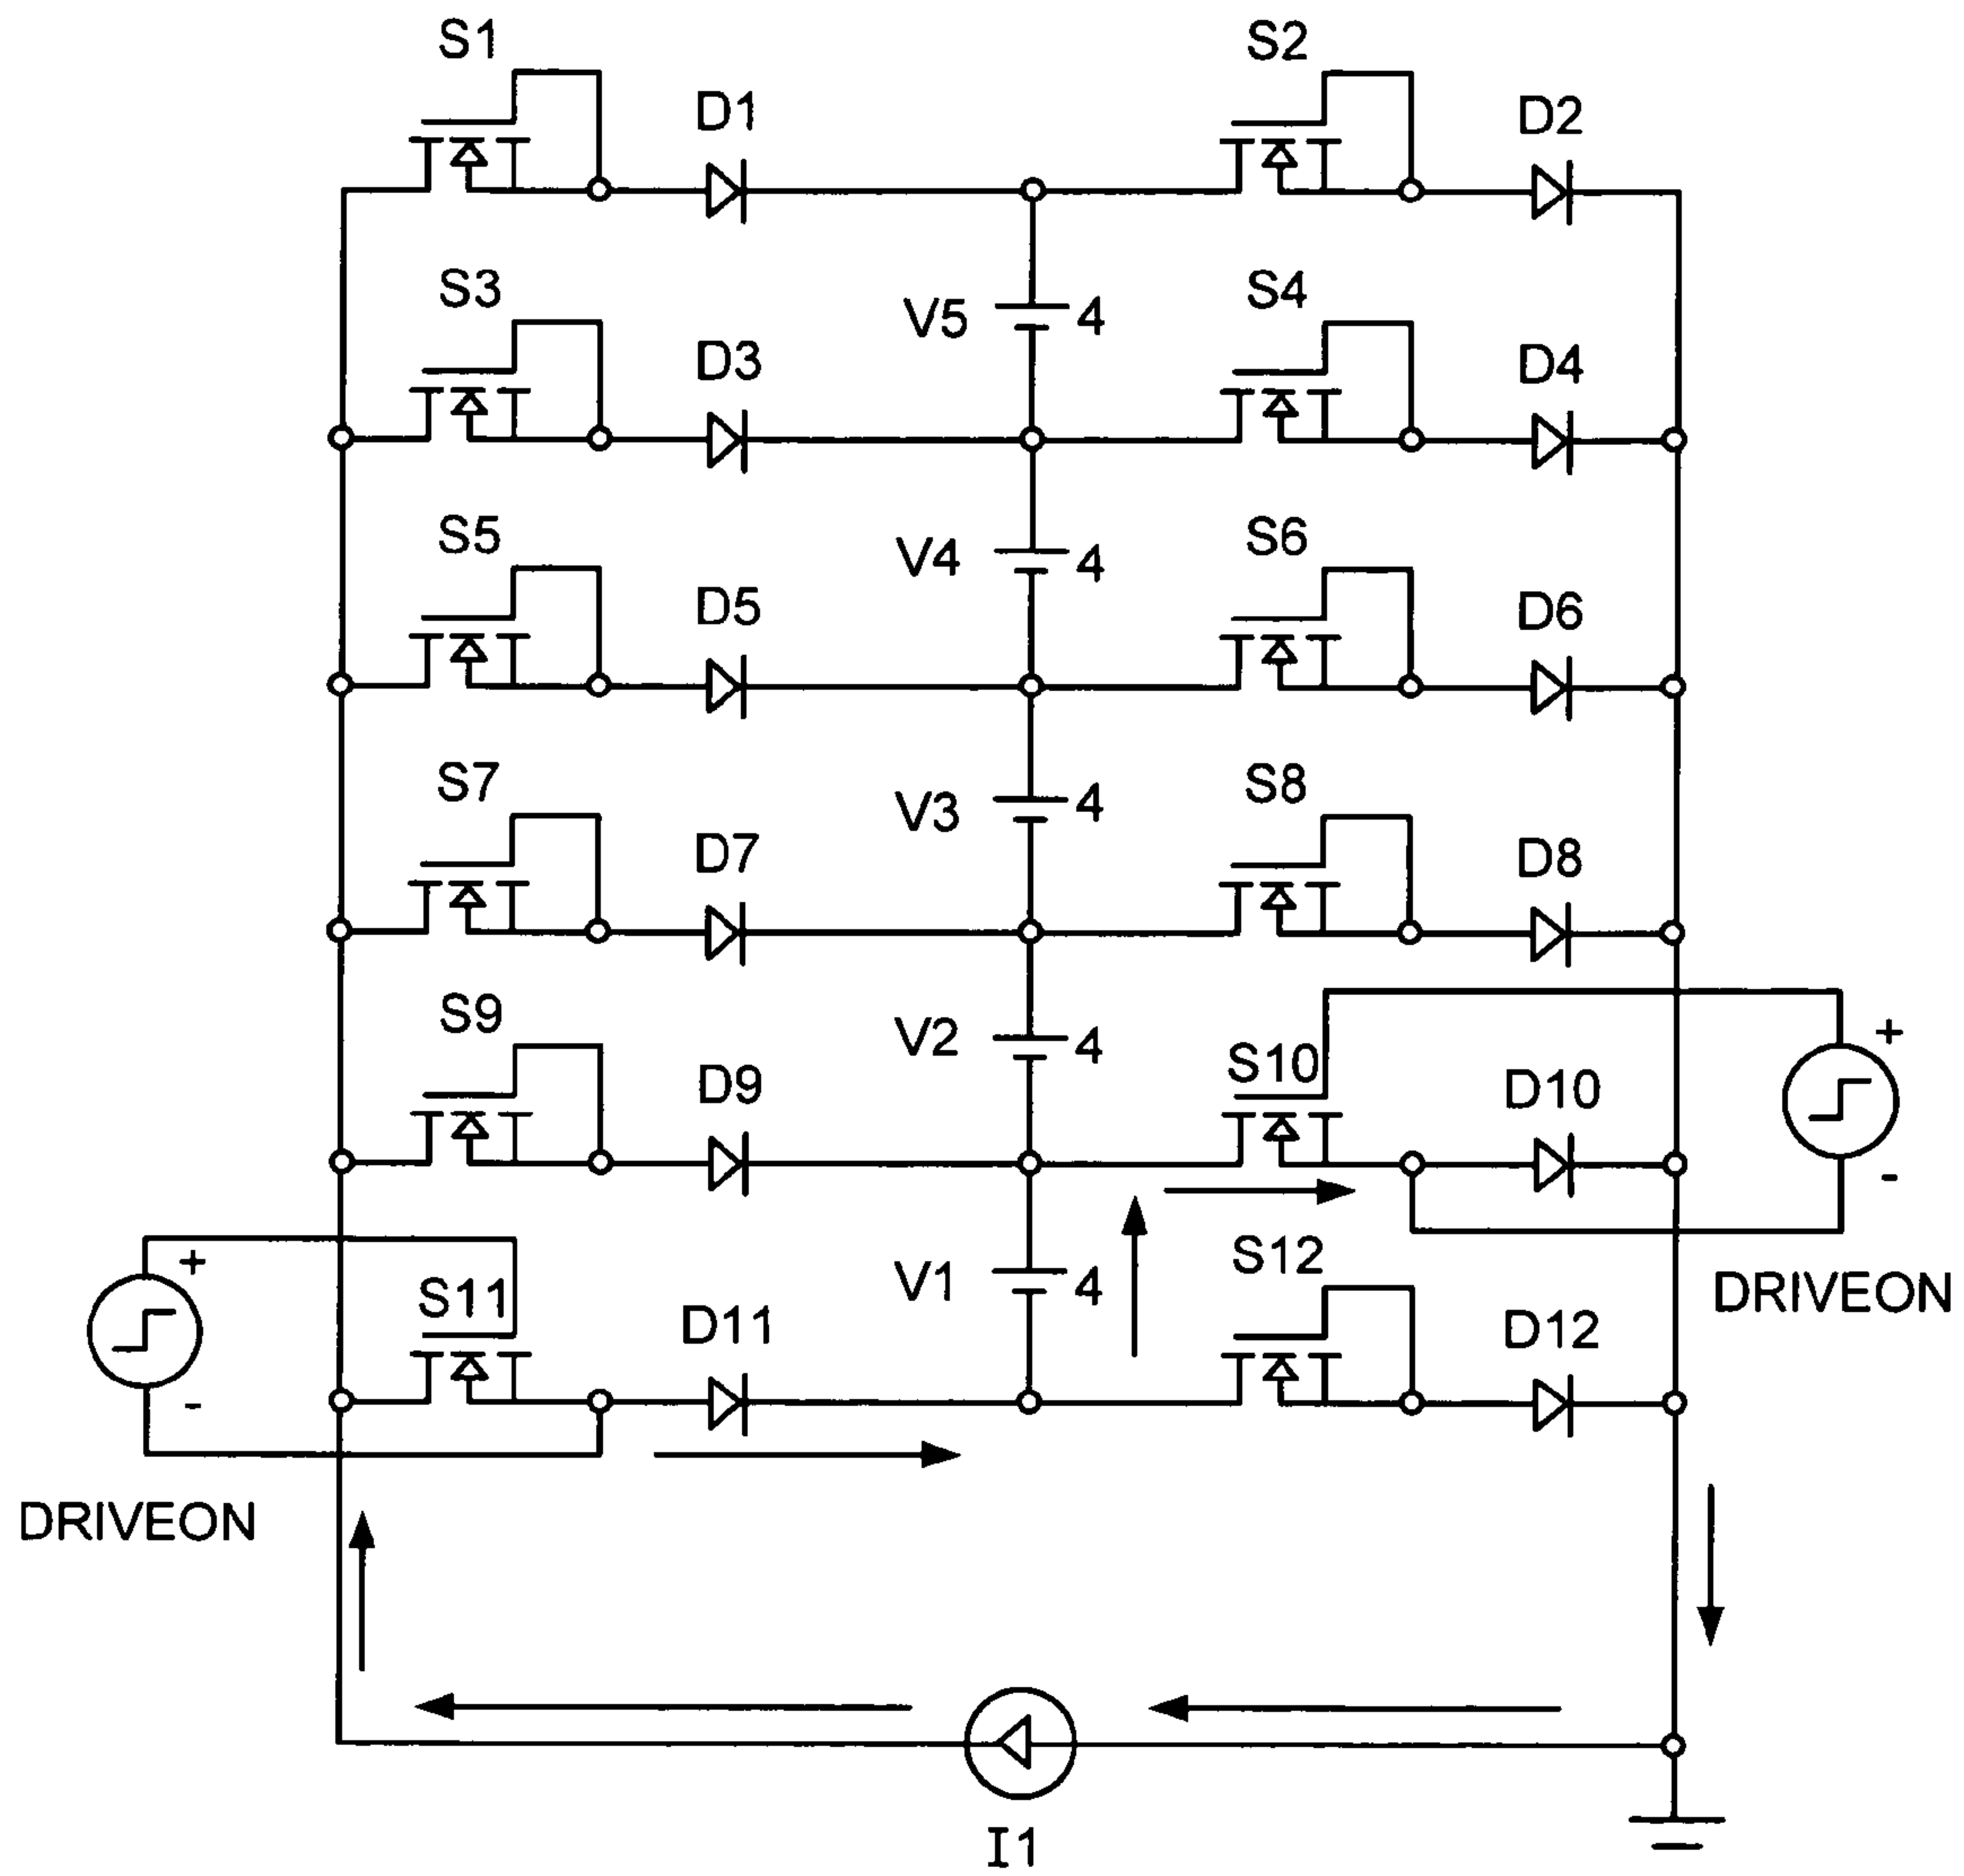 S1
S2
D1
D2
S3
S4
V5
4
D3
D4
S5
S6
V4
4
D5
D6
S7
S8
V3
4
D7
D8
S9
V2
4
+
S10
D9
D10
-
+
S12
S11
V1
4
DRIVEON
D11
D12
-
DRIVEON
I1